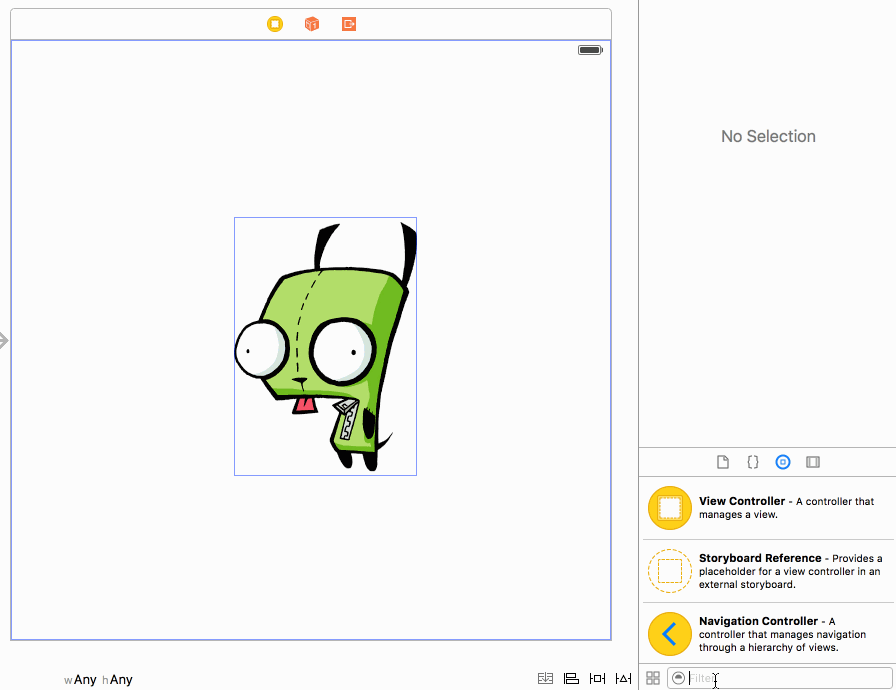 No Selection
View Controller - A controller that
manages a view.
Storyboard Reference - Provides a
placeholder for a view controller in an
external storyboard.
Navigation Controller - A
controller that manages navigation
through a hierarchy of views.
wAny hAny
Filter